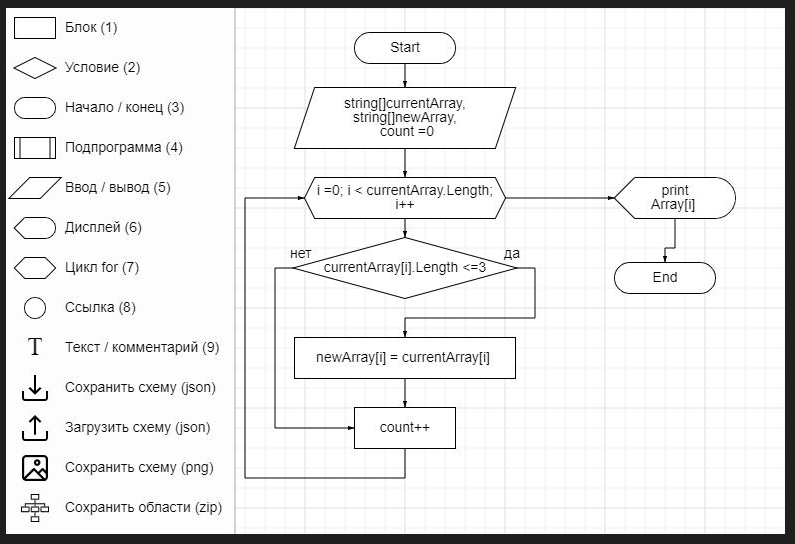 Блок (1)
Условие (2)
Начало / конец (3)
Подпрограмма (4)
Ввод / вывод (5)
Дисплей (6)
Цикл for (7)
Ссылка (8)
T
Текст / комментарий (9)
Сохранить схему (json)
Загрузить схему (json)
Сохранить схему (png)
Сохранить области (zip)
Start
string[]currentArray,
string[]newArray,
count =0
i =0; i < currentArray.Length;
i++
нет
да
currentArray[i].Length <=3
newArray[i] = currentArray[i]
count++
print
Array[i]
End